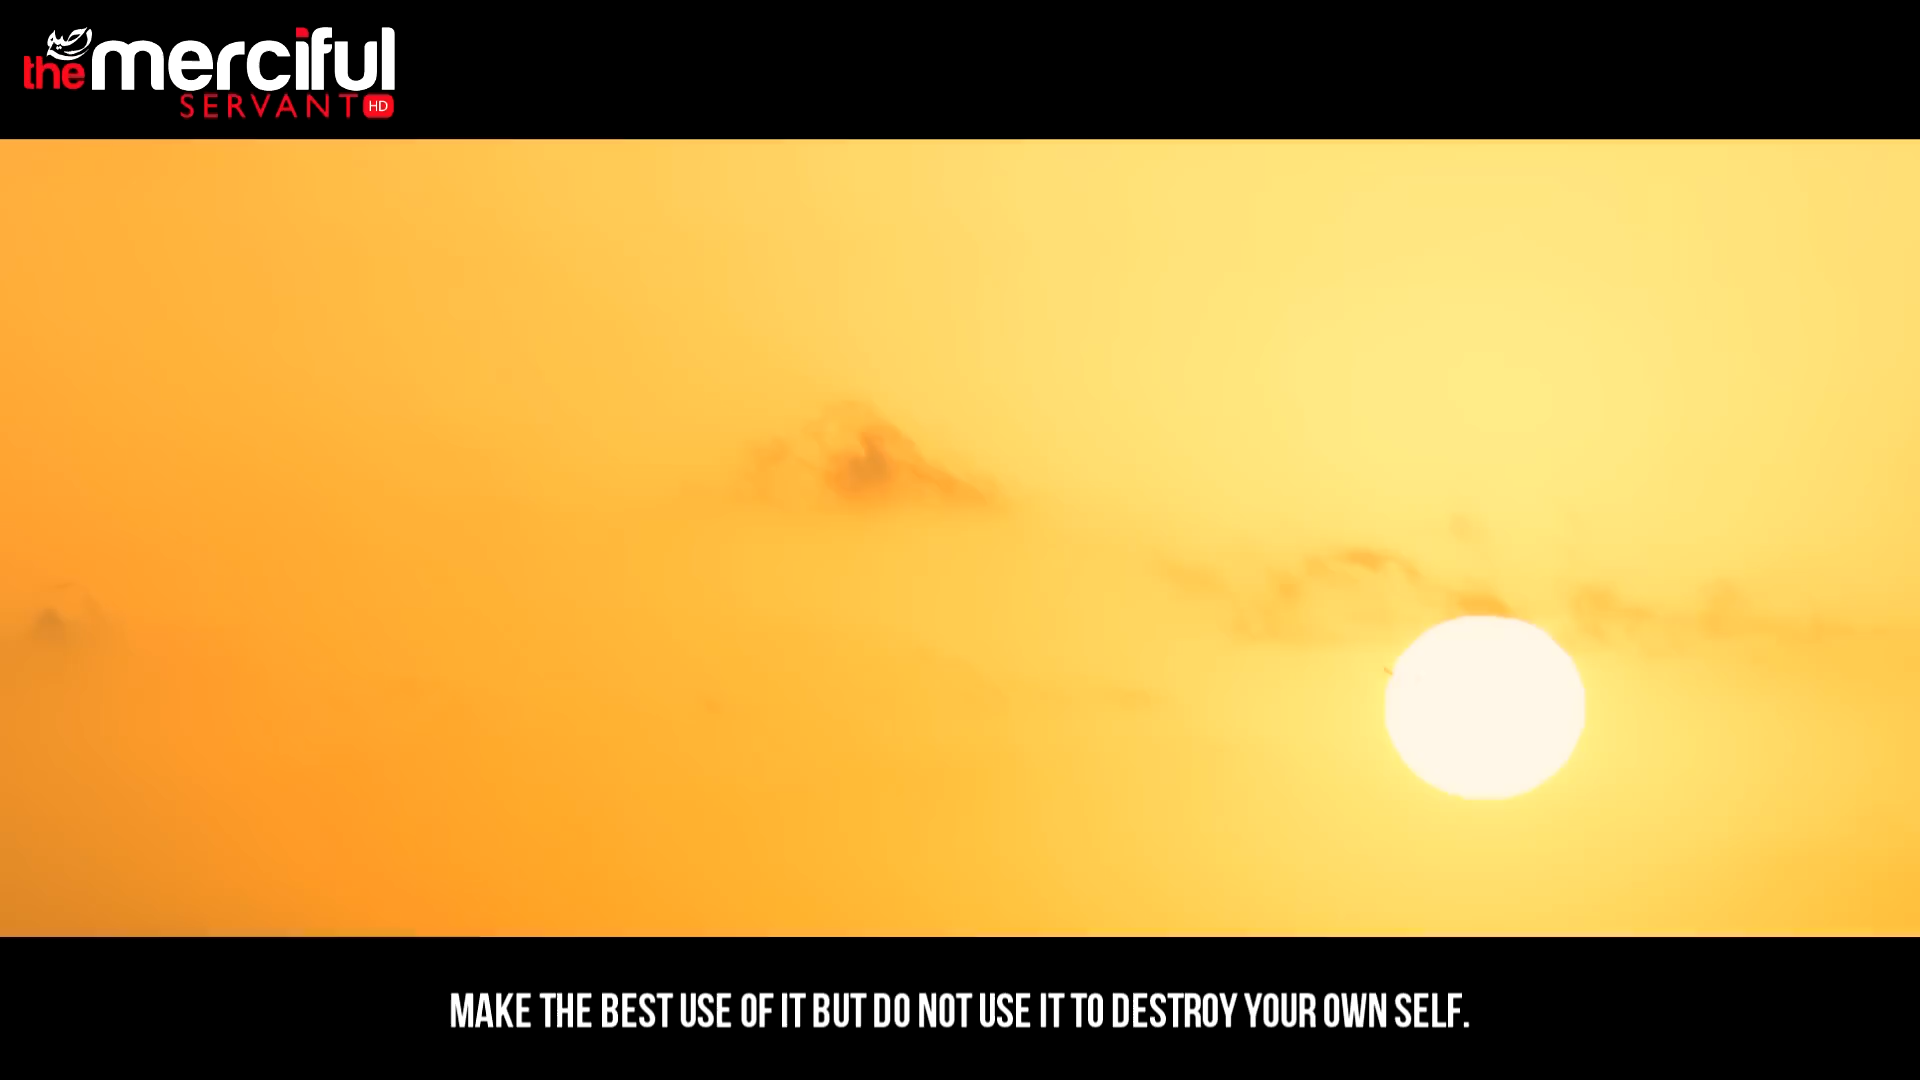 رحيم
the merciful
SERVANT HD
MAKE THE BEST USE OF IT BUT DO NOT USE IT TO DESTROY YOUR OWN SELF.